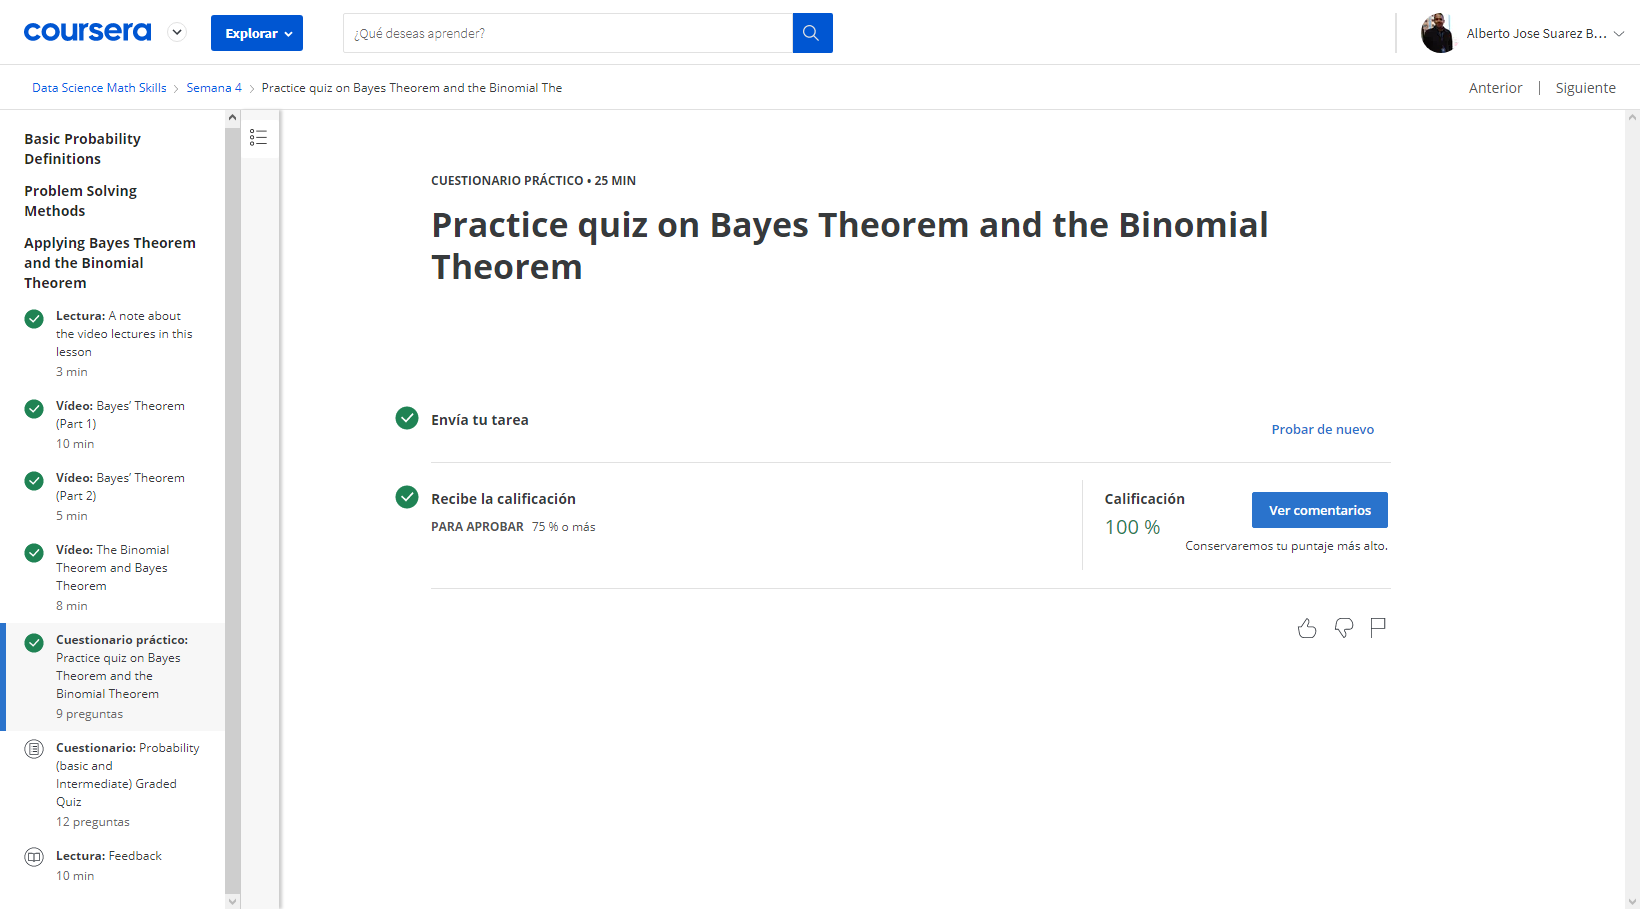 coursera
Explorar
¿Qué deseas aprender?
Alberto Jose Suarez B...
Data Science Math Skills
Semana 4
Practice quiz on Bayes Theorem and the Binomial The
Anterior
Siguiente
Basic Probability
Definitions
Problem Solving
Methods
Applying Bayes Theorem
and the Binomial
Theorem
Lectura: A note about
the video lectures in this
lesson
3 min
Vídeo: Bayes’ Theorem
(Part 1)
10 min
Vídeo: Bayes’ Theorem
(Part 2)
5 min
Vídeo: The Binomial
Theorem and Bayes
Theorem
8 min
Cuestionario práctico:
Practice quiz on Bayes
Theorem and the
Binomial Theorem
9 preguntas
Cuestionario: Probability
(basic and
Intermediate) Graded
Quiz
12 preguntas
Lectura: Feedback
10 min
CUESTIONARIO PRÁCTICO • 25 MIN
Practice quiz on Bayes Theorem and the Binomial
Theorem
Envía tu tarea
Probar de nuevo
Recibe la calificación
PARA APROBAR 75 % o más
Calificación
100 %
Ver comentarios
Conservaremos tu puntaje más alto.